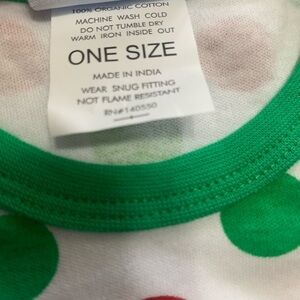 100% ORGANIC COTTON
MACHINE WASH COLD
DO NOT TUMBLE DRY
WARM IRON INSIDE OUT
ONE SIZE
MADE IN INDIA
WEAR SNUG FITTING
NOT FLAME RESISTANT
RN#140550